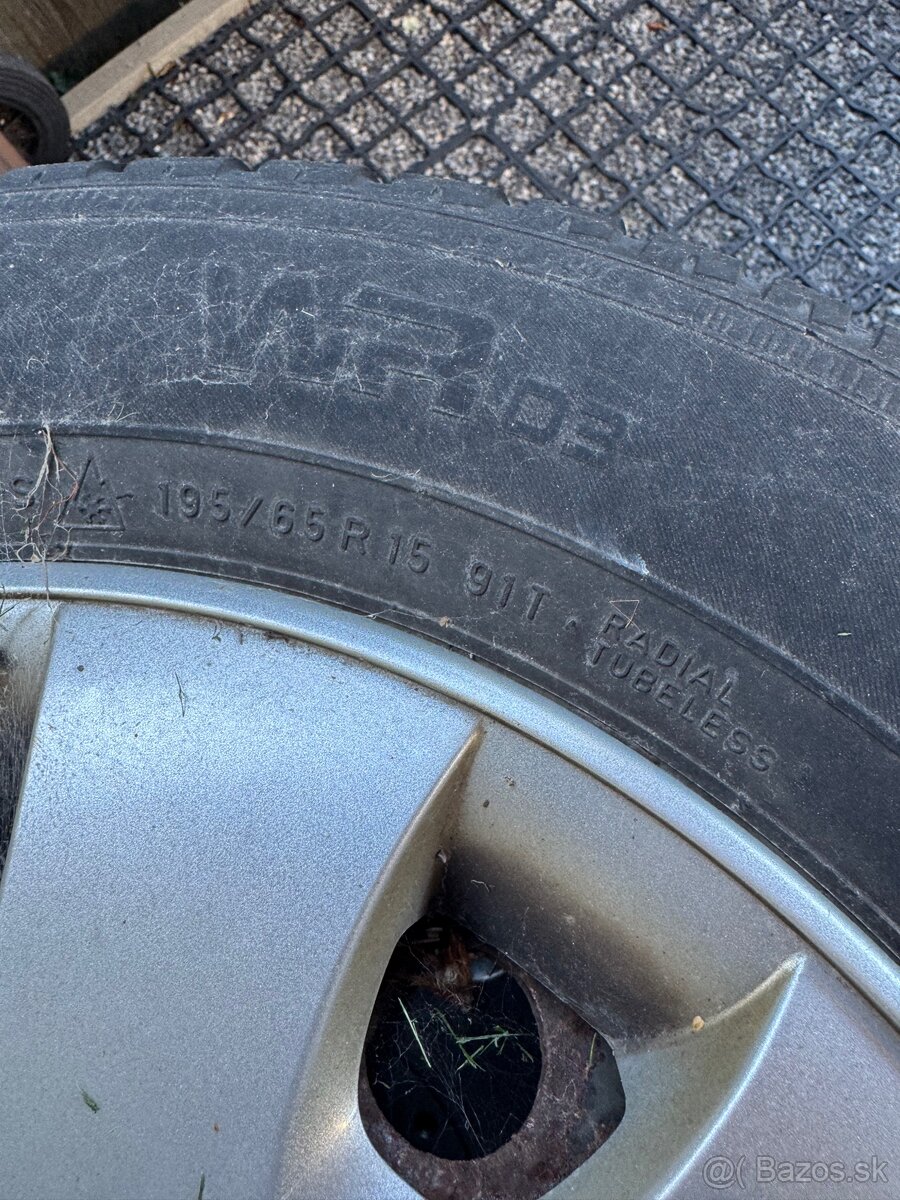 WR D3
S 195/65 R 15 91T
RADIAL
TUBELESS
@( Bazos.sk